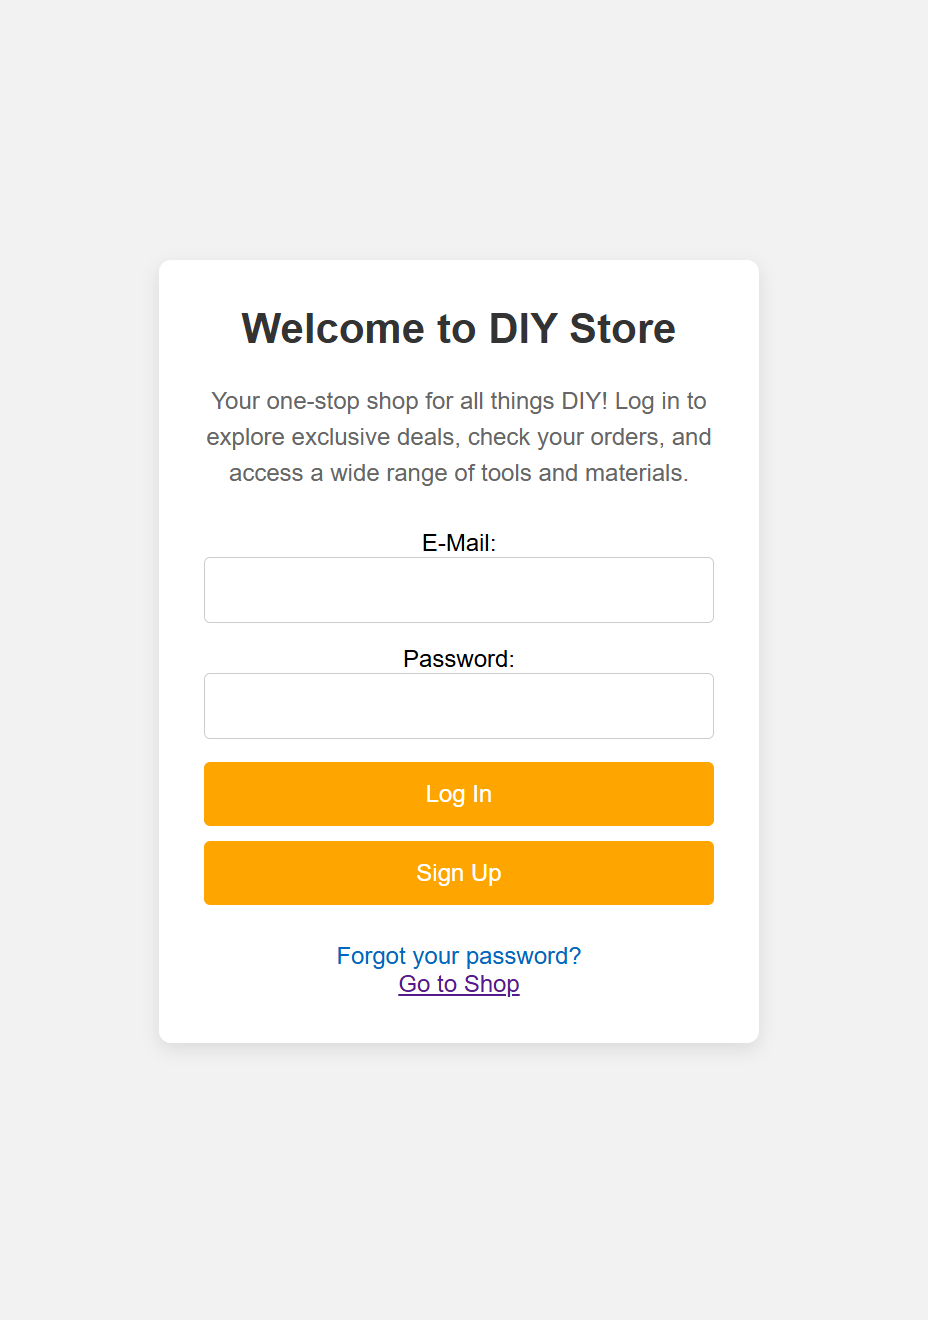 Welcome to DIY Store
Your one-stop shop for all things DIY! Log in to
explore exclusive deals, check your orders, and
access a wide range of tools and materials.
E-Mail:
Password:
Log In
Sign Up
Forgot your password?
Go to Shop